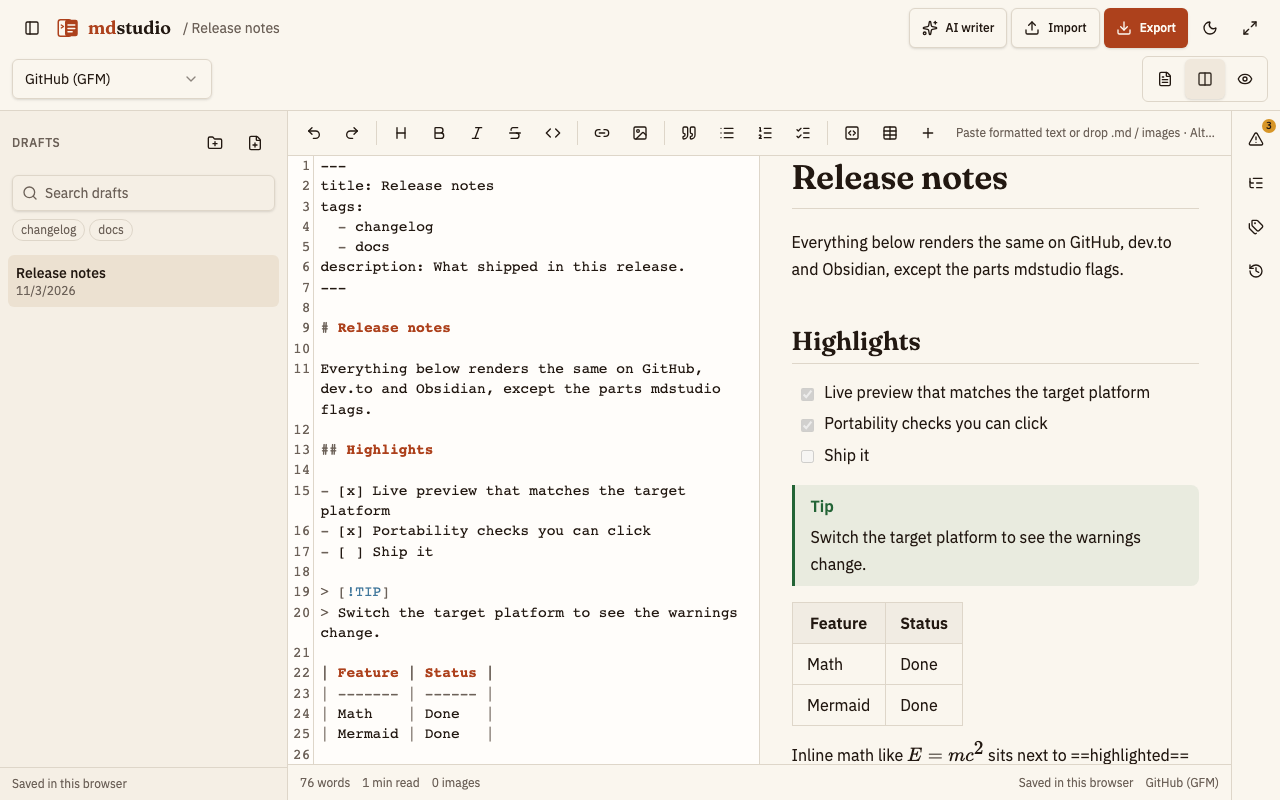 mdstudio / Release notes
AI writer
Import
Export
GitHub (GFM)
DRAFTS
Search drafts
changelog docs
Release notes
11/3/2026
Saved in this browser
H B I S
Paste formatted text or drop .md / images · Alt…
3
1 ---
2 title: Release notes
3 tags:
4   - changelog
5   - docs
6 description: What shipped in this release.
7 ---
8
9 # Release notes
10
11 Everything below renders the same on GitHub,
dev.to and Obsidian, except the parts mdstudio
flags.
12
13 ## Highlights
14
15 - [x] Live preview that matches the target
platform
16 - [x] Portability checks you can click
17 - [ ] Ship it
18
19 > [!TIP]
20 > Switch the target platform to see the warnings
change.
21
22 | Feature | Status |
23 | ------- | ------ |
24 | Math    | Done   |
25 | Mermaid | Done   |
26
Release notes
Everything below renders the same on GitHub, dev.to
and Obsidian, except the parts mdstudio flags.
Highlights
Live preview that matches the target platform
Portability checks you can click
Ship it
Tip
Switch the target platform to see the warnings
change.
Feature Status
Math Done
Mermaid Done
Inline math like E = mc² sits next to ==highlighted==
76 words 1 min read 0 images
Saved in this browser GitHub (GFM)